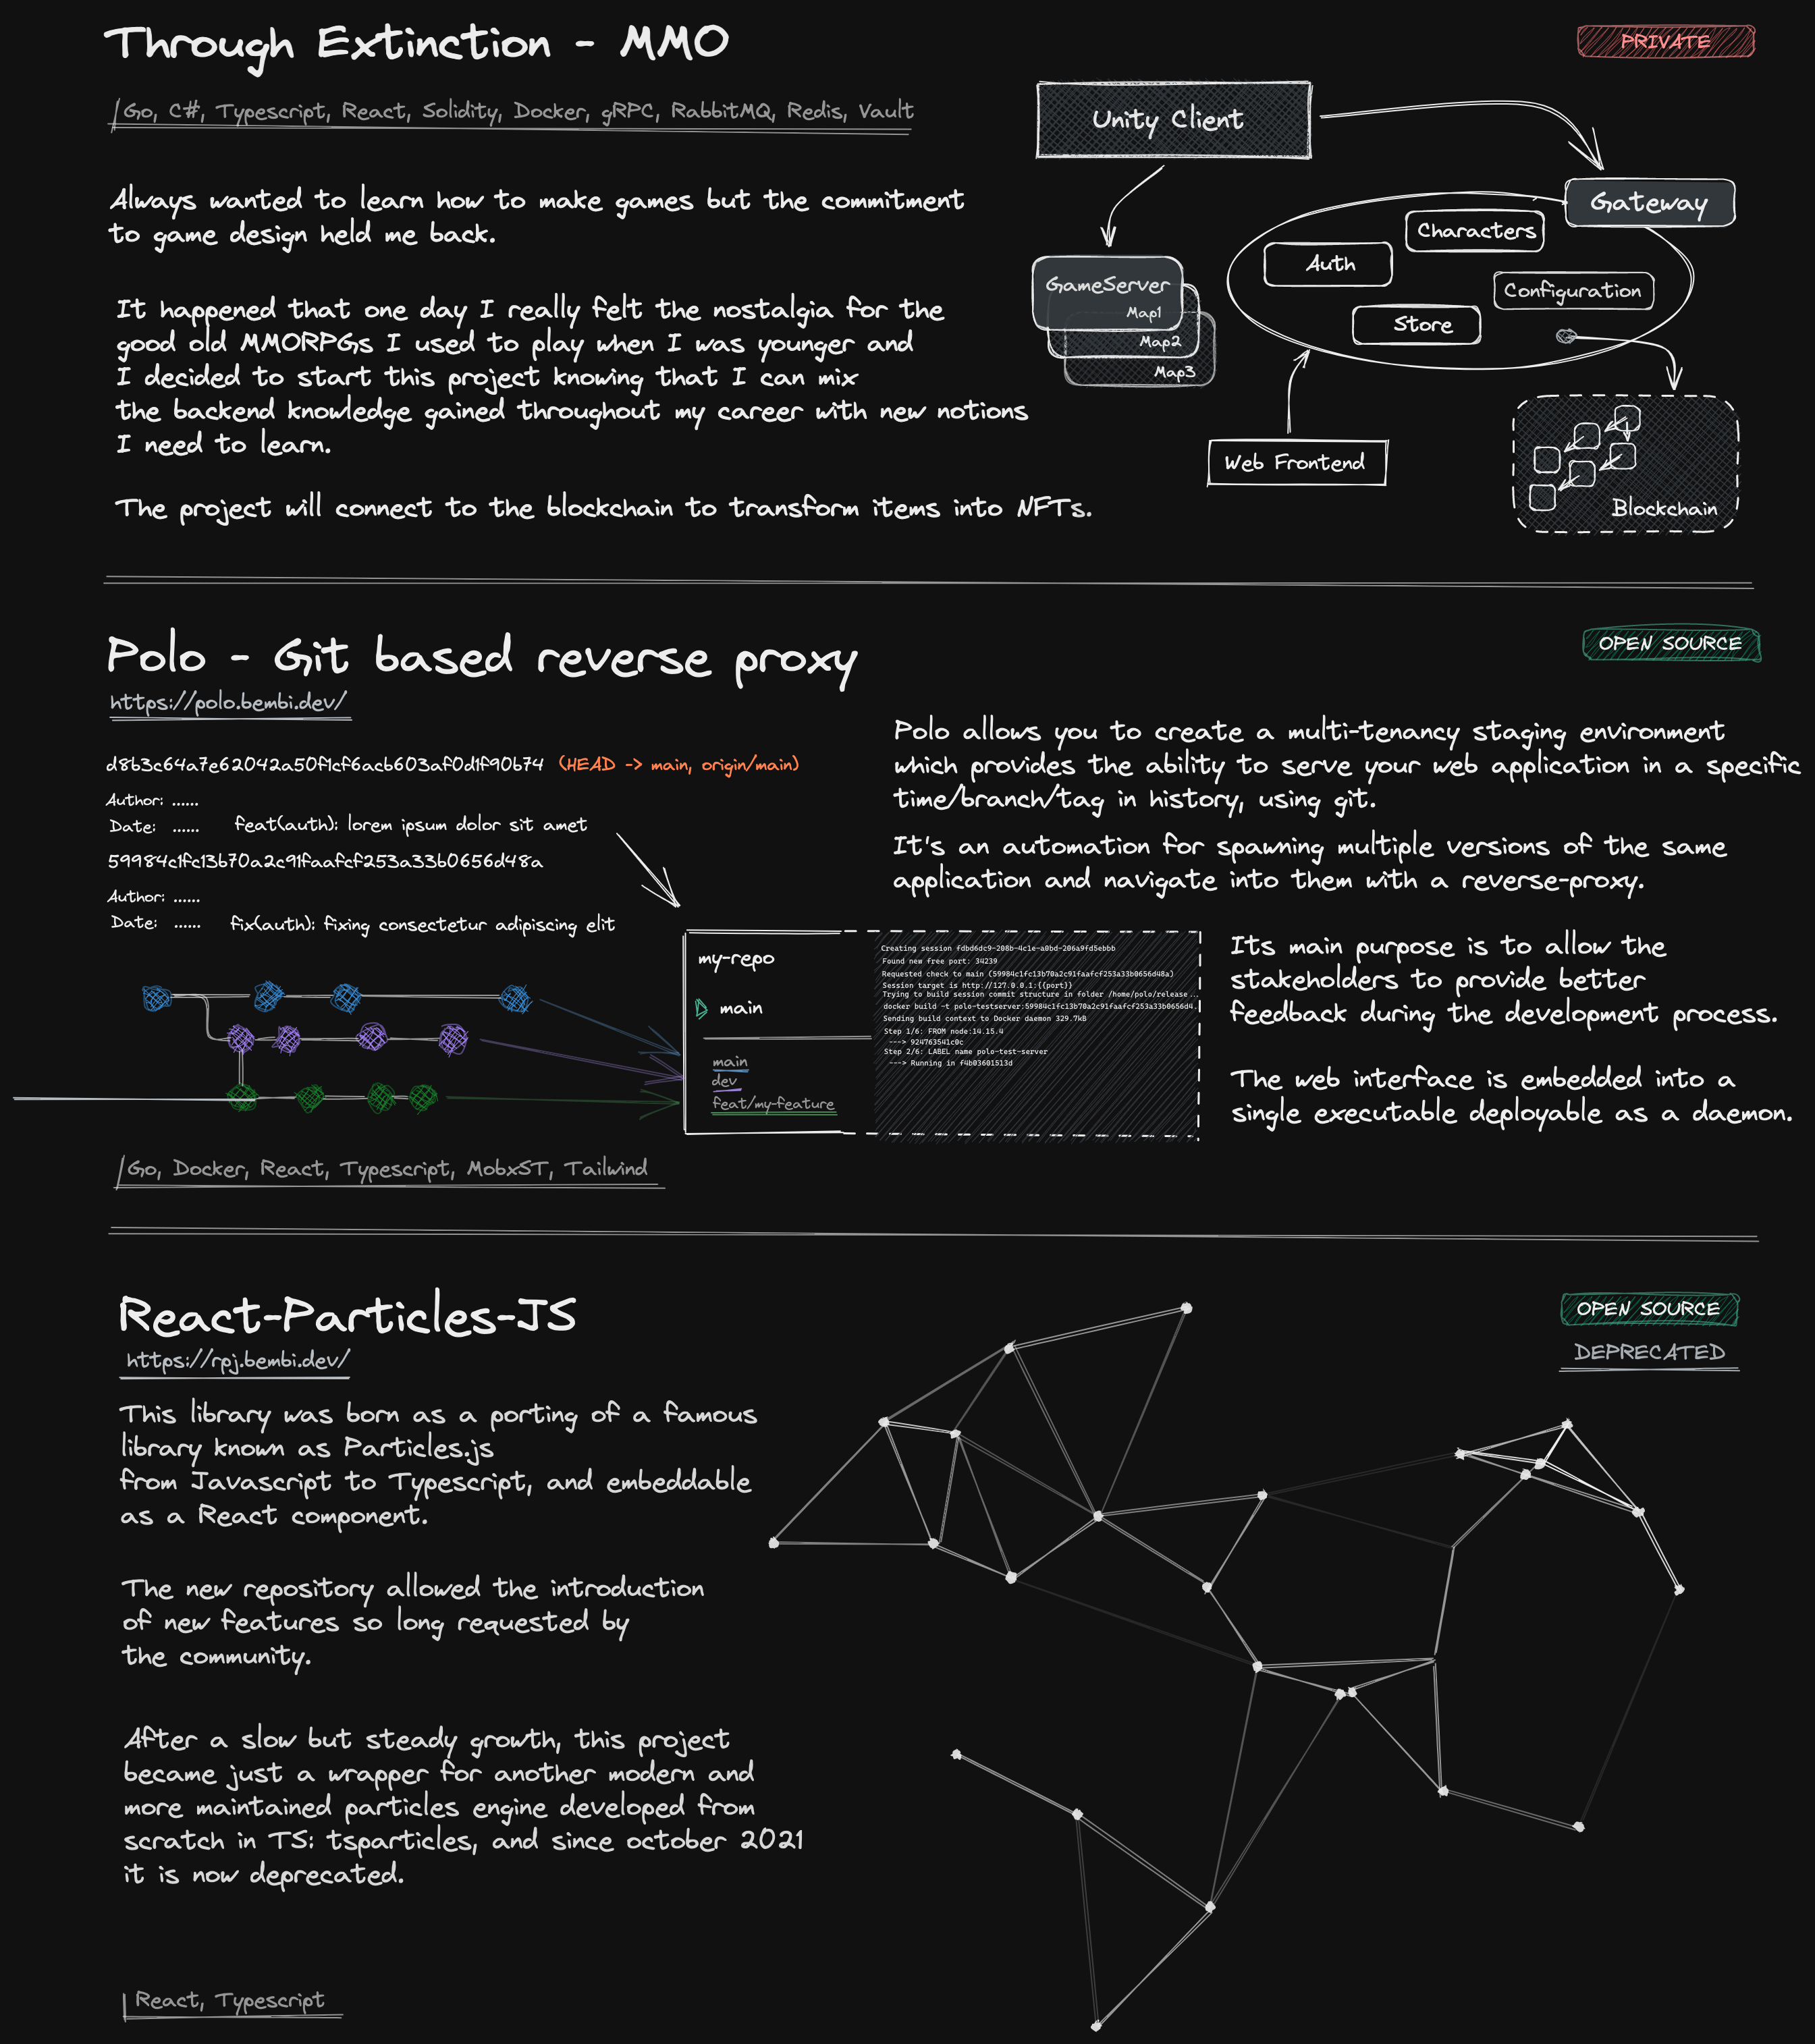 Through Extinction - MMO
PRIVATE
Go, C#, Typescript, React, Solidity, Docker, gRPC, RabbitMQ, Redis, Vault
Always wanted to learn how to make games but the commitment
to game design held me back.
It happened that one day I really felt the nostalgia for the
good old MMORPGs I used to play when I was younger and
I decided to start this project knowing that I can mix
the backend knowledge gained throughout my career with new notions
I need to learn.
The project will connect to the blockchain to transform items into NFTs.
Unity Client
Gateway
Characters
Auth
Configuration
Store
GameServer
Map1
Map2
Map3
Web Frontend
Blockchain
Polo - Git based reverse proxy
OPEN SOURCE
https://polo.bembi.dev/
d8b3c64a7e62042a50f1cf6acb603af0d1f90b74 (HEAD -> main, origin/main)
Author: ......
Date: ...... feat(auth): lorem ipsum dolor sit amet
59984c1fc13b70a2c91faafcf253a33b0656d48a
Author: ......
Date: ...... fix(auth): fixing consectetur adipiscing elit
Polo allows you to create a multi-tenancy staging environment
which provides the ability to serve your web application in a specific
time/branch/tag in history, using git.
It's an automation for spawning multiple versions of the same
application and navigate into them with a reverse-proxy.
my-repo
main
main
dev
feat/my-feature
Creating session fdbd6dc9-208b-4c1e-a0bd-206a9fd5ebbb
Found new free port: 34239
Requested check to main (59984c1fc13b70a2c91faafcf253a33b0656d48a)
Session target is http://127.0.0.1:{{port}}
Trying to build session commit structure in folder /home/polo/release...
docker build -t polo-testserver:59984c1fc13b70a2c91faafcf253a33b0656d4.
Sending build context to Docker daemon 329.7kB
Step 1/6: FROM node:14.15.4
---> 924763541c0c
Step 2/6: LABEL name polo-test-server
---> Running in f4b03601513d
Its main purpose is to allow the
stakeholders to provide better
feedback during the development process.
The web interface is embedded into a
single executable deployable as a daemon.
Go, Docker, React, Typescript, MobxST, Tailwind
React-Particles-JS
OPEN SOURCE
DEPRECATED
https://rpj.bembi.dev/
This library was born as a porting of a famous
library known as Particles.js
from Javascript to Typescript, and embeddable
as a React component.
The new repository allowed the introduction
of new features so long requested by
the community.
After a slow but steady growth, this project
became just a wrapper for another modern and
more maintained particles engine developed from
scratch in TS: tsparticles, and since october 2021
it is now deprecated.
React, Typescript